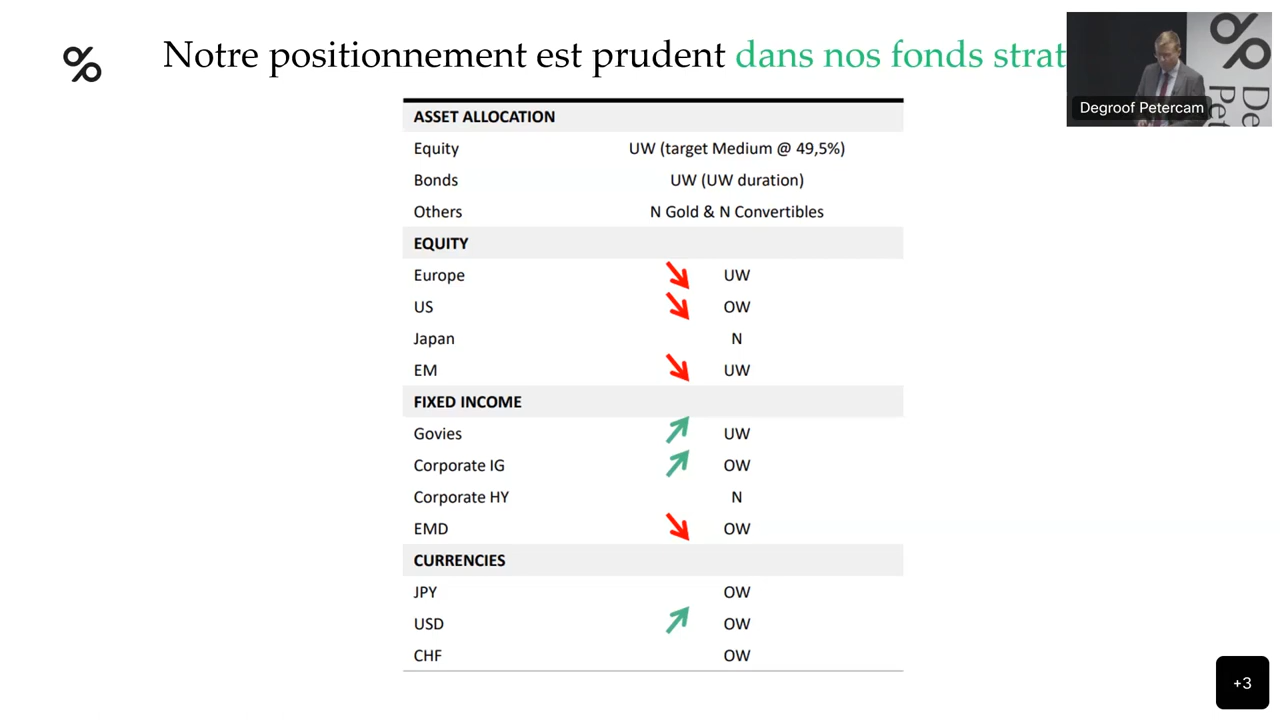 Notre positionnement est prudent dans nos fonds strat
Degroof Petercam
De
Pet
ASSET ALLOCATION
Equity UW (target Medium @ 49,5%)
Bonds UW (UW duration)
Others N Gold & N Convertibles
EQUITY
Europe UW
US OW
Japan N
EM UW
FIXED INCOME
Govies UW
Corporate IG OW
Corporate HY N
EMD OW
CURRENCIES
JPY OW
USD OW
CHF OW
+3